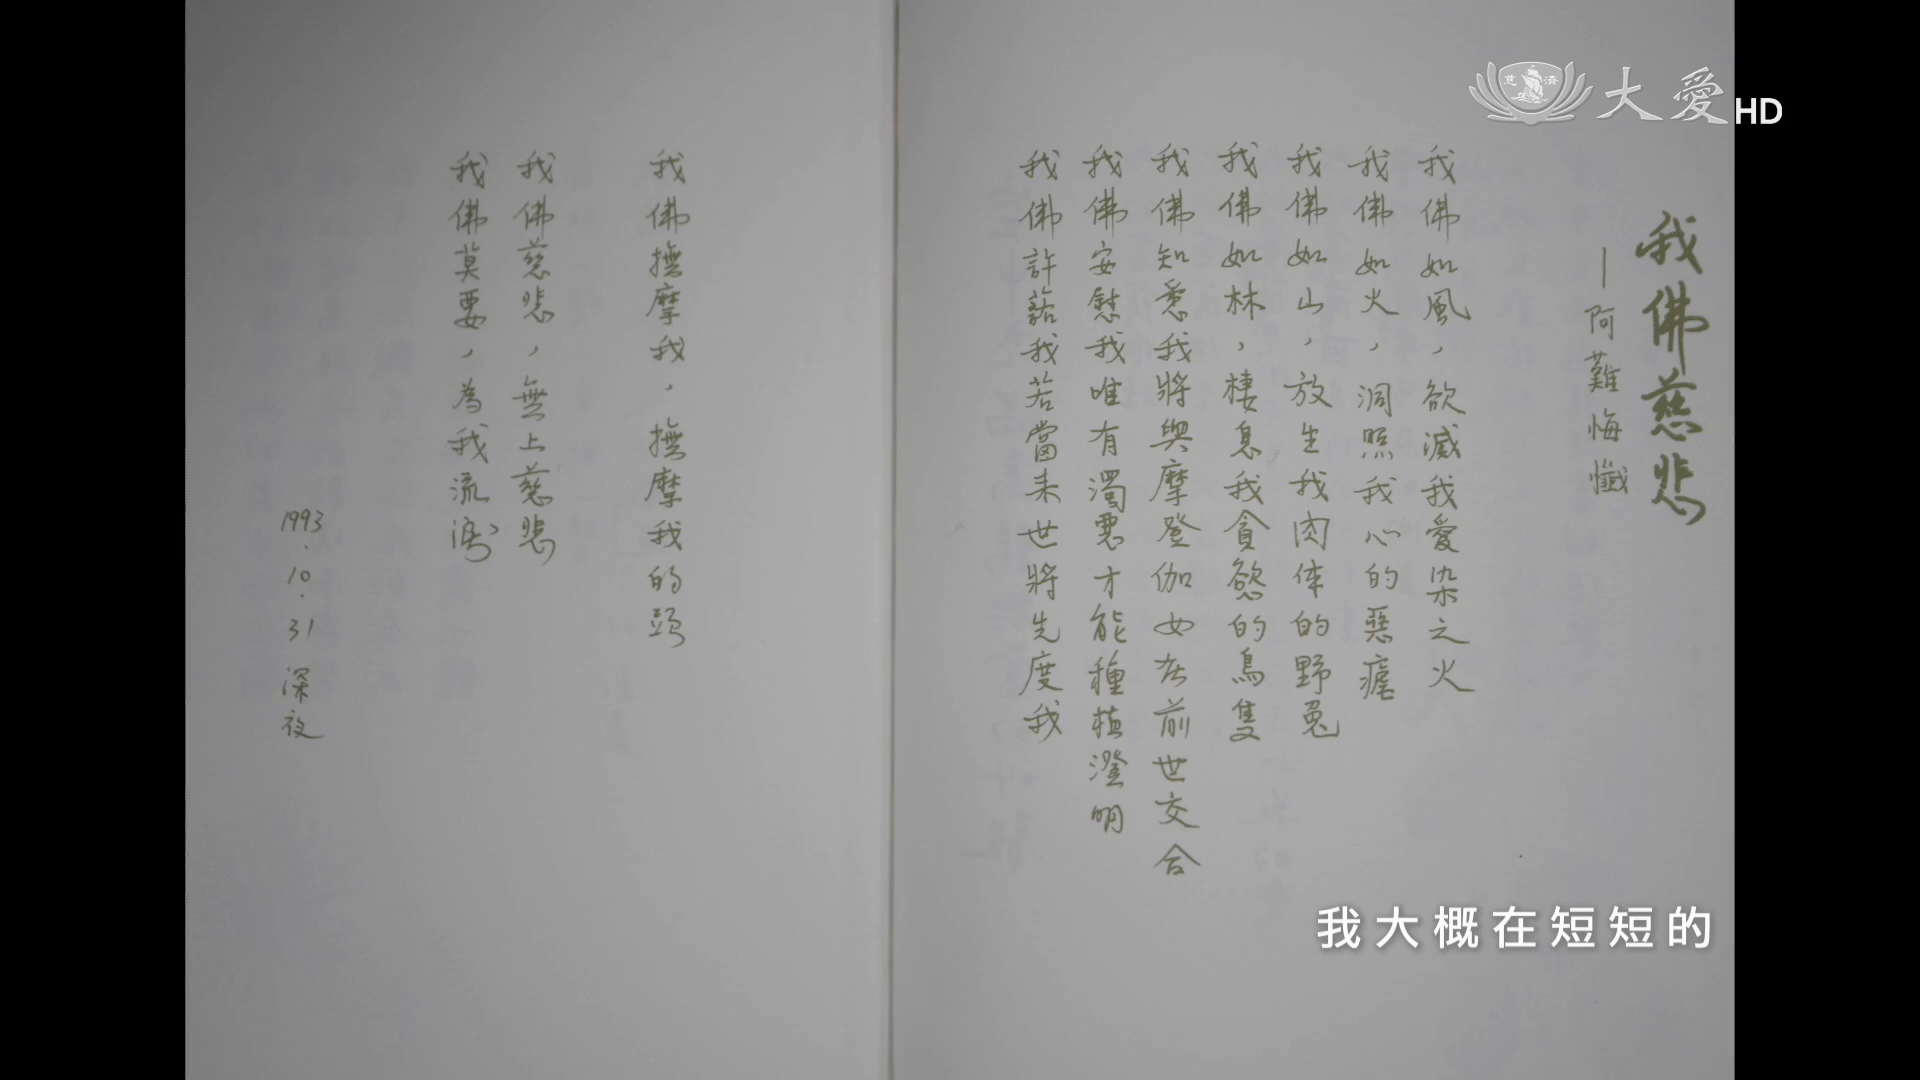 慈濟
大愛HD
我佛慈悲
—阿難悔懺
我佛如風，欲滅我愛染之火
我佛如火，洞照我心的惡瘧
我佛如山，放生我肉体的野兔
我佛如林，棲息我貪慾的鳥隻
我佛知悉我將與摩登伽女在前世交合
我佛安慰我唯有濁惡才能種植澄明
我佛許諾我若當來世將先度我
我佛撫摩我，撫摩我的頭
我佛慈悲，無上慈悲
我佛莫要，為我流淚
1993.10.31深夜
我大概在短短的